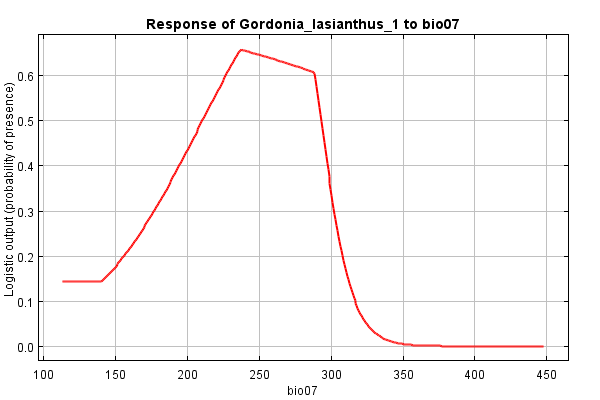 Response of Gordonia_lasianthus_1 to bio07
Logistic output (probability of presence)
0.6
0.5
0.4
0.3
0.2
0.1
0.0
100 150 200 250 300 350 400 450
bio07